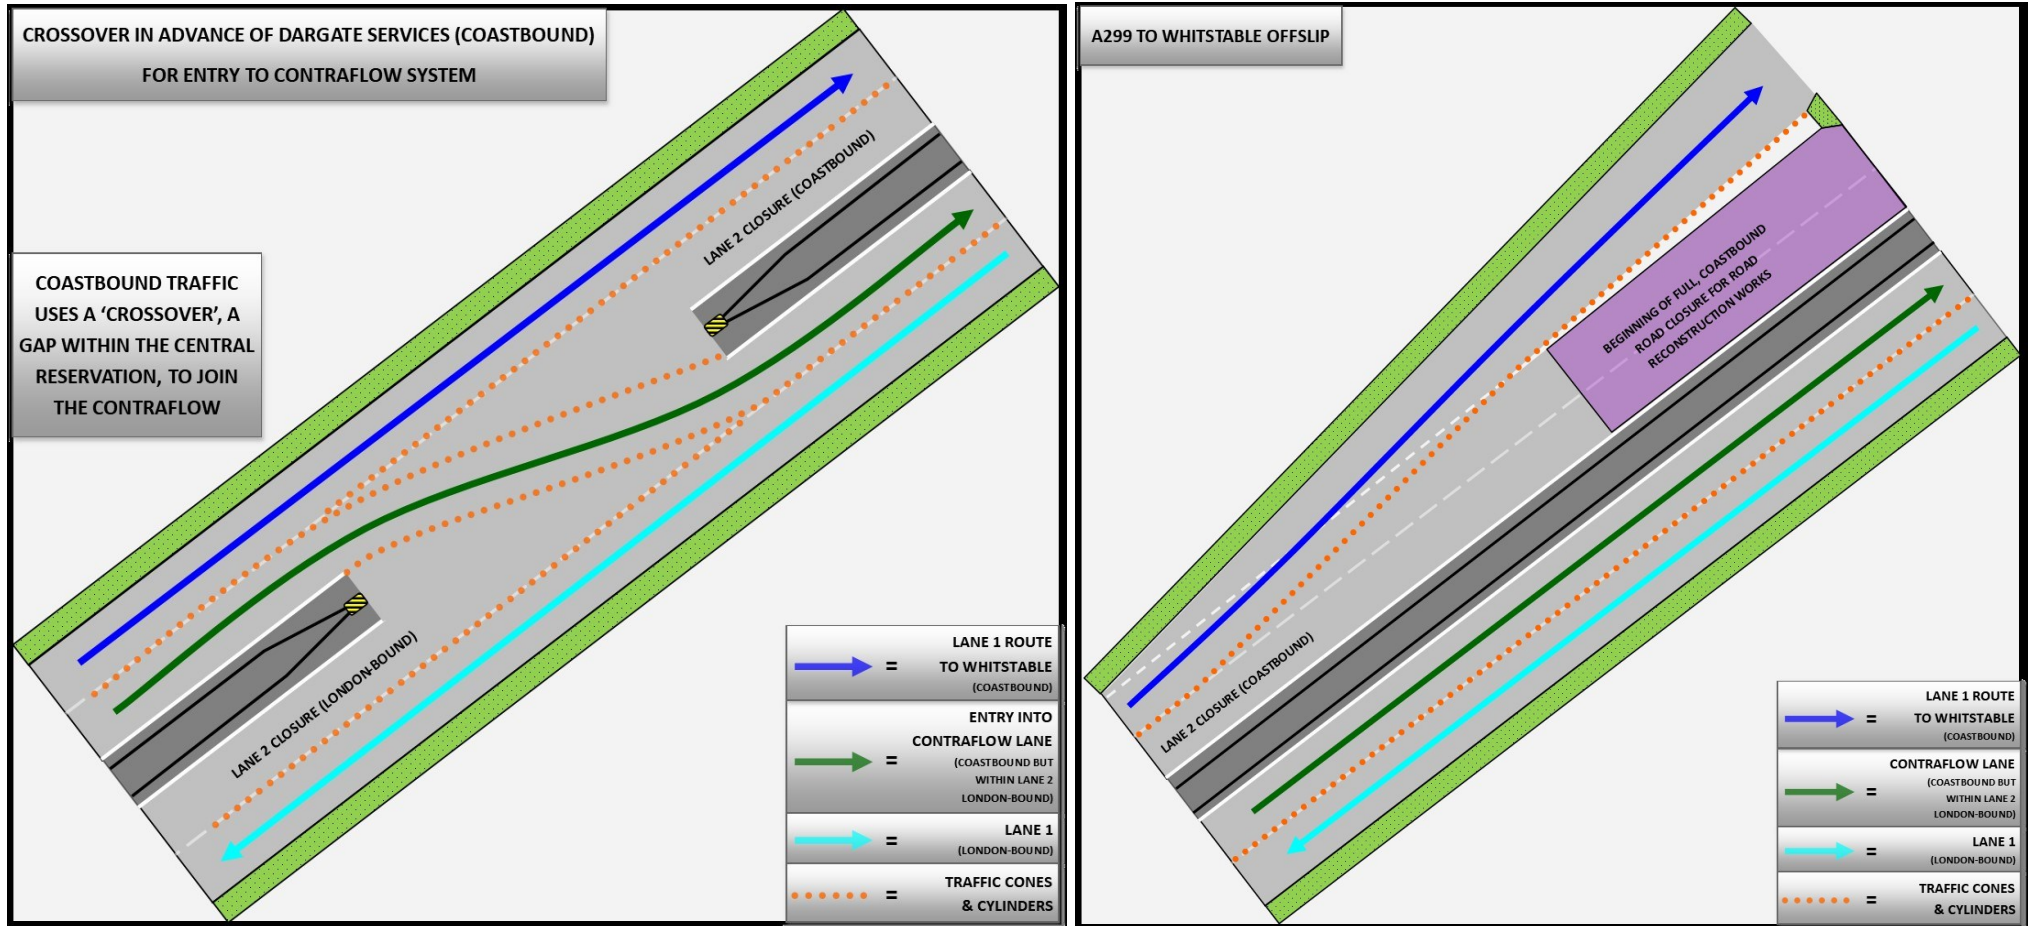 CROSSOVER IN ADVANCE OF DARGATE SERVICES (COASTBOUND)
FOR ENTRY TO CONTRAFLOW SYSTEM
COASTBOUND TRAFFIC
USES A ‘CROSSOVER’, A
GAP WITHIN THE CENTRAL
RESERVATION, TO JOIN
THE CONTRAFLOW
LANE 2 CLOSURE (COASTBOUND)
LANE 2 CLOSURE (LONDON-BOUND)
= LANE 1 ROUTE
TO WHITSTABLE
(COASTBOUND)
= ENTRY INTO
CONTRAFLOW LANE
(COASTBOUND BUT
WITHIN LANE 2
LONDON-BOUND)
= LANE 1
(LONDON-BOUND)
= TRAFFIC CONES
& CYLINDERS
A299 TO WHITSTABLE OFFSLIP
BEGINNING OF FULL, COASTBOUND
ROAD CLOSURE FOR ROAD
RECONSTRUCTION WORKS
LANE 2 CLOSURE (COASTBOUND)
= LANE 1 ROUTE
TO WHITSTABLE
(COASTBOUND)
= CONTRAFLOW LANE
(COASTBOUND BUT
WITHIN LANE 2
LONDON-BOUND)
= LANE 1
(LONDON-BOUND)
= TRAFFIC CONES
& CYLINDERS